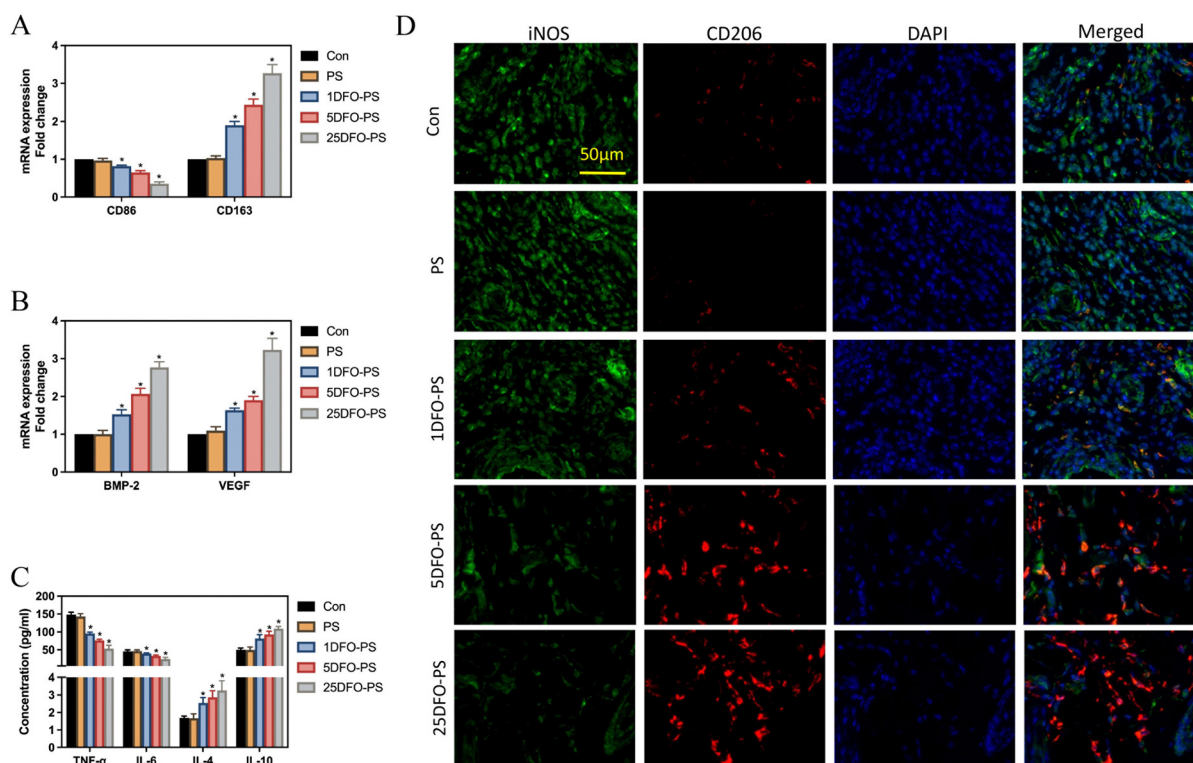 A
mRNA expression
Fold change
4
3
2
1
0
CD86 CD163
* * * * * *
Con
PS
1DFO-PS
5DFO-PS
25DFO-PS
B
mRNA expression
Fold change
4
3
2
1
0
BMP-2 VEGF
* * * * * *
Con
PS
1DFO-PS
5DFO-PS
25DFO-PS
C
Concentration (pg/ml)
200
150
100
50
4
3
2
1
0
* * * * * * * * * * * *
TNF-α IL-6 IL-4 IL-10
Con
PS
1DFO-PS
5DFO-PS
25DFO-PS
D
iNOS CD206 DAPI Merged
Con
50μm
PS
1DFO-PS
5DFO-PS
25DFO-PS